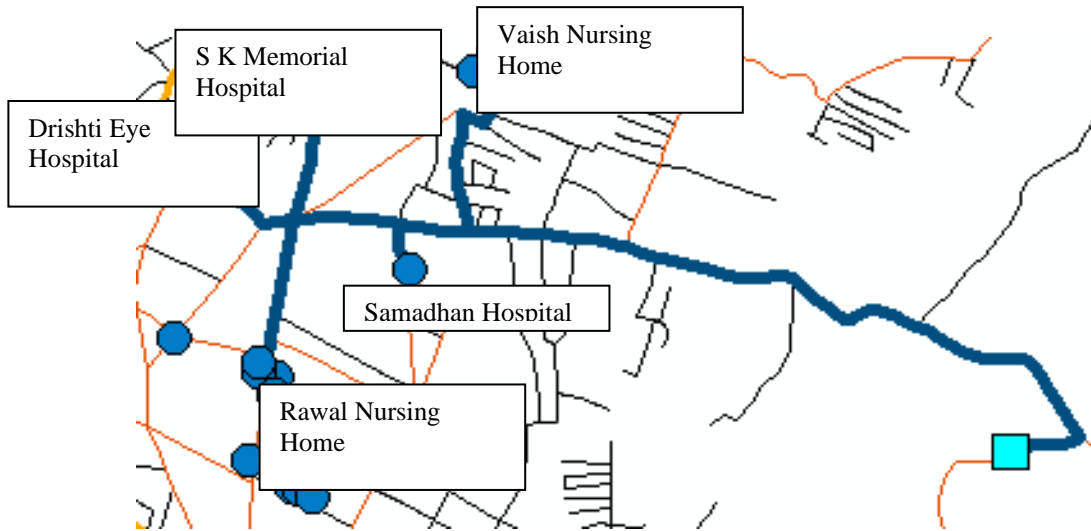 S K Memorial
Hospital
Vaish Nursing
Home
Drishti Eye
Hospital
Samadhan Hospital
Rawal Nursing
Home